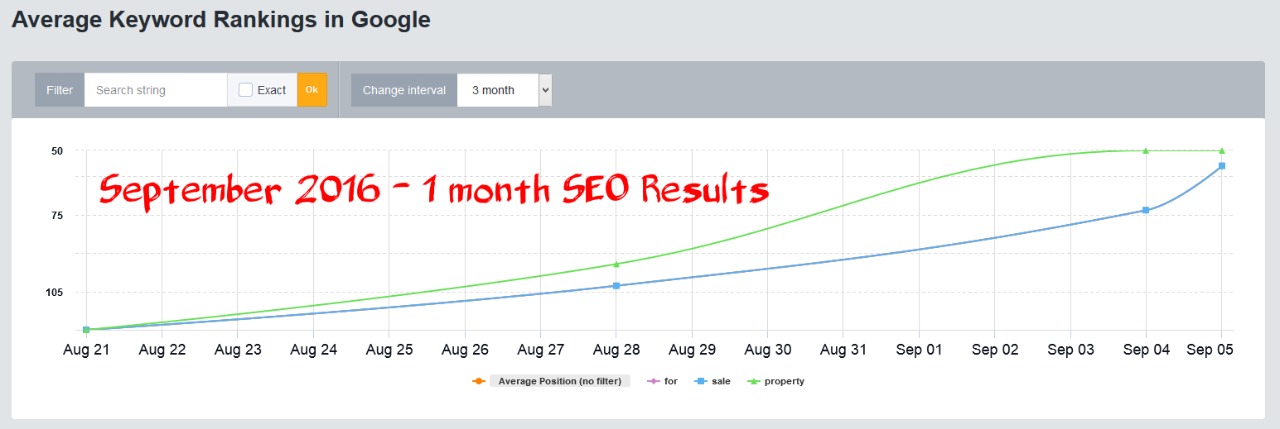 Average Keyword Rankings in Google
Filter Search string Exact Ok Change interval 3 month
50
September 2016 - 1 month SEO Results
75
105
Aug 21 Aug 22 Aug 23 Aug 24 Aug 25 Aug 26 Aug 27 Aug 28 Aug 29 Aug 30 Aug 31 Sep 01 Sep 02 Sep 03 Sep 04 Sep 05
Average Position (no filter) for sale property